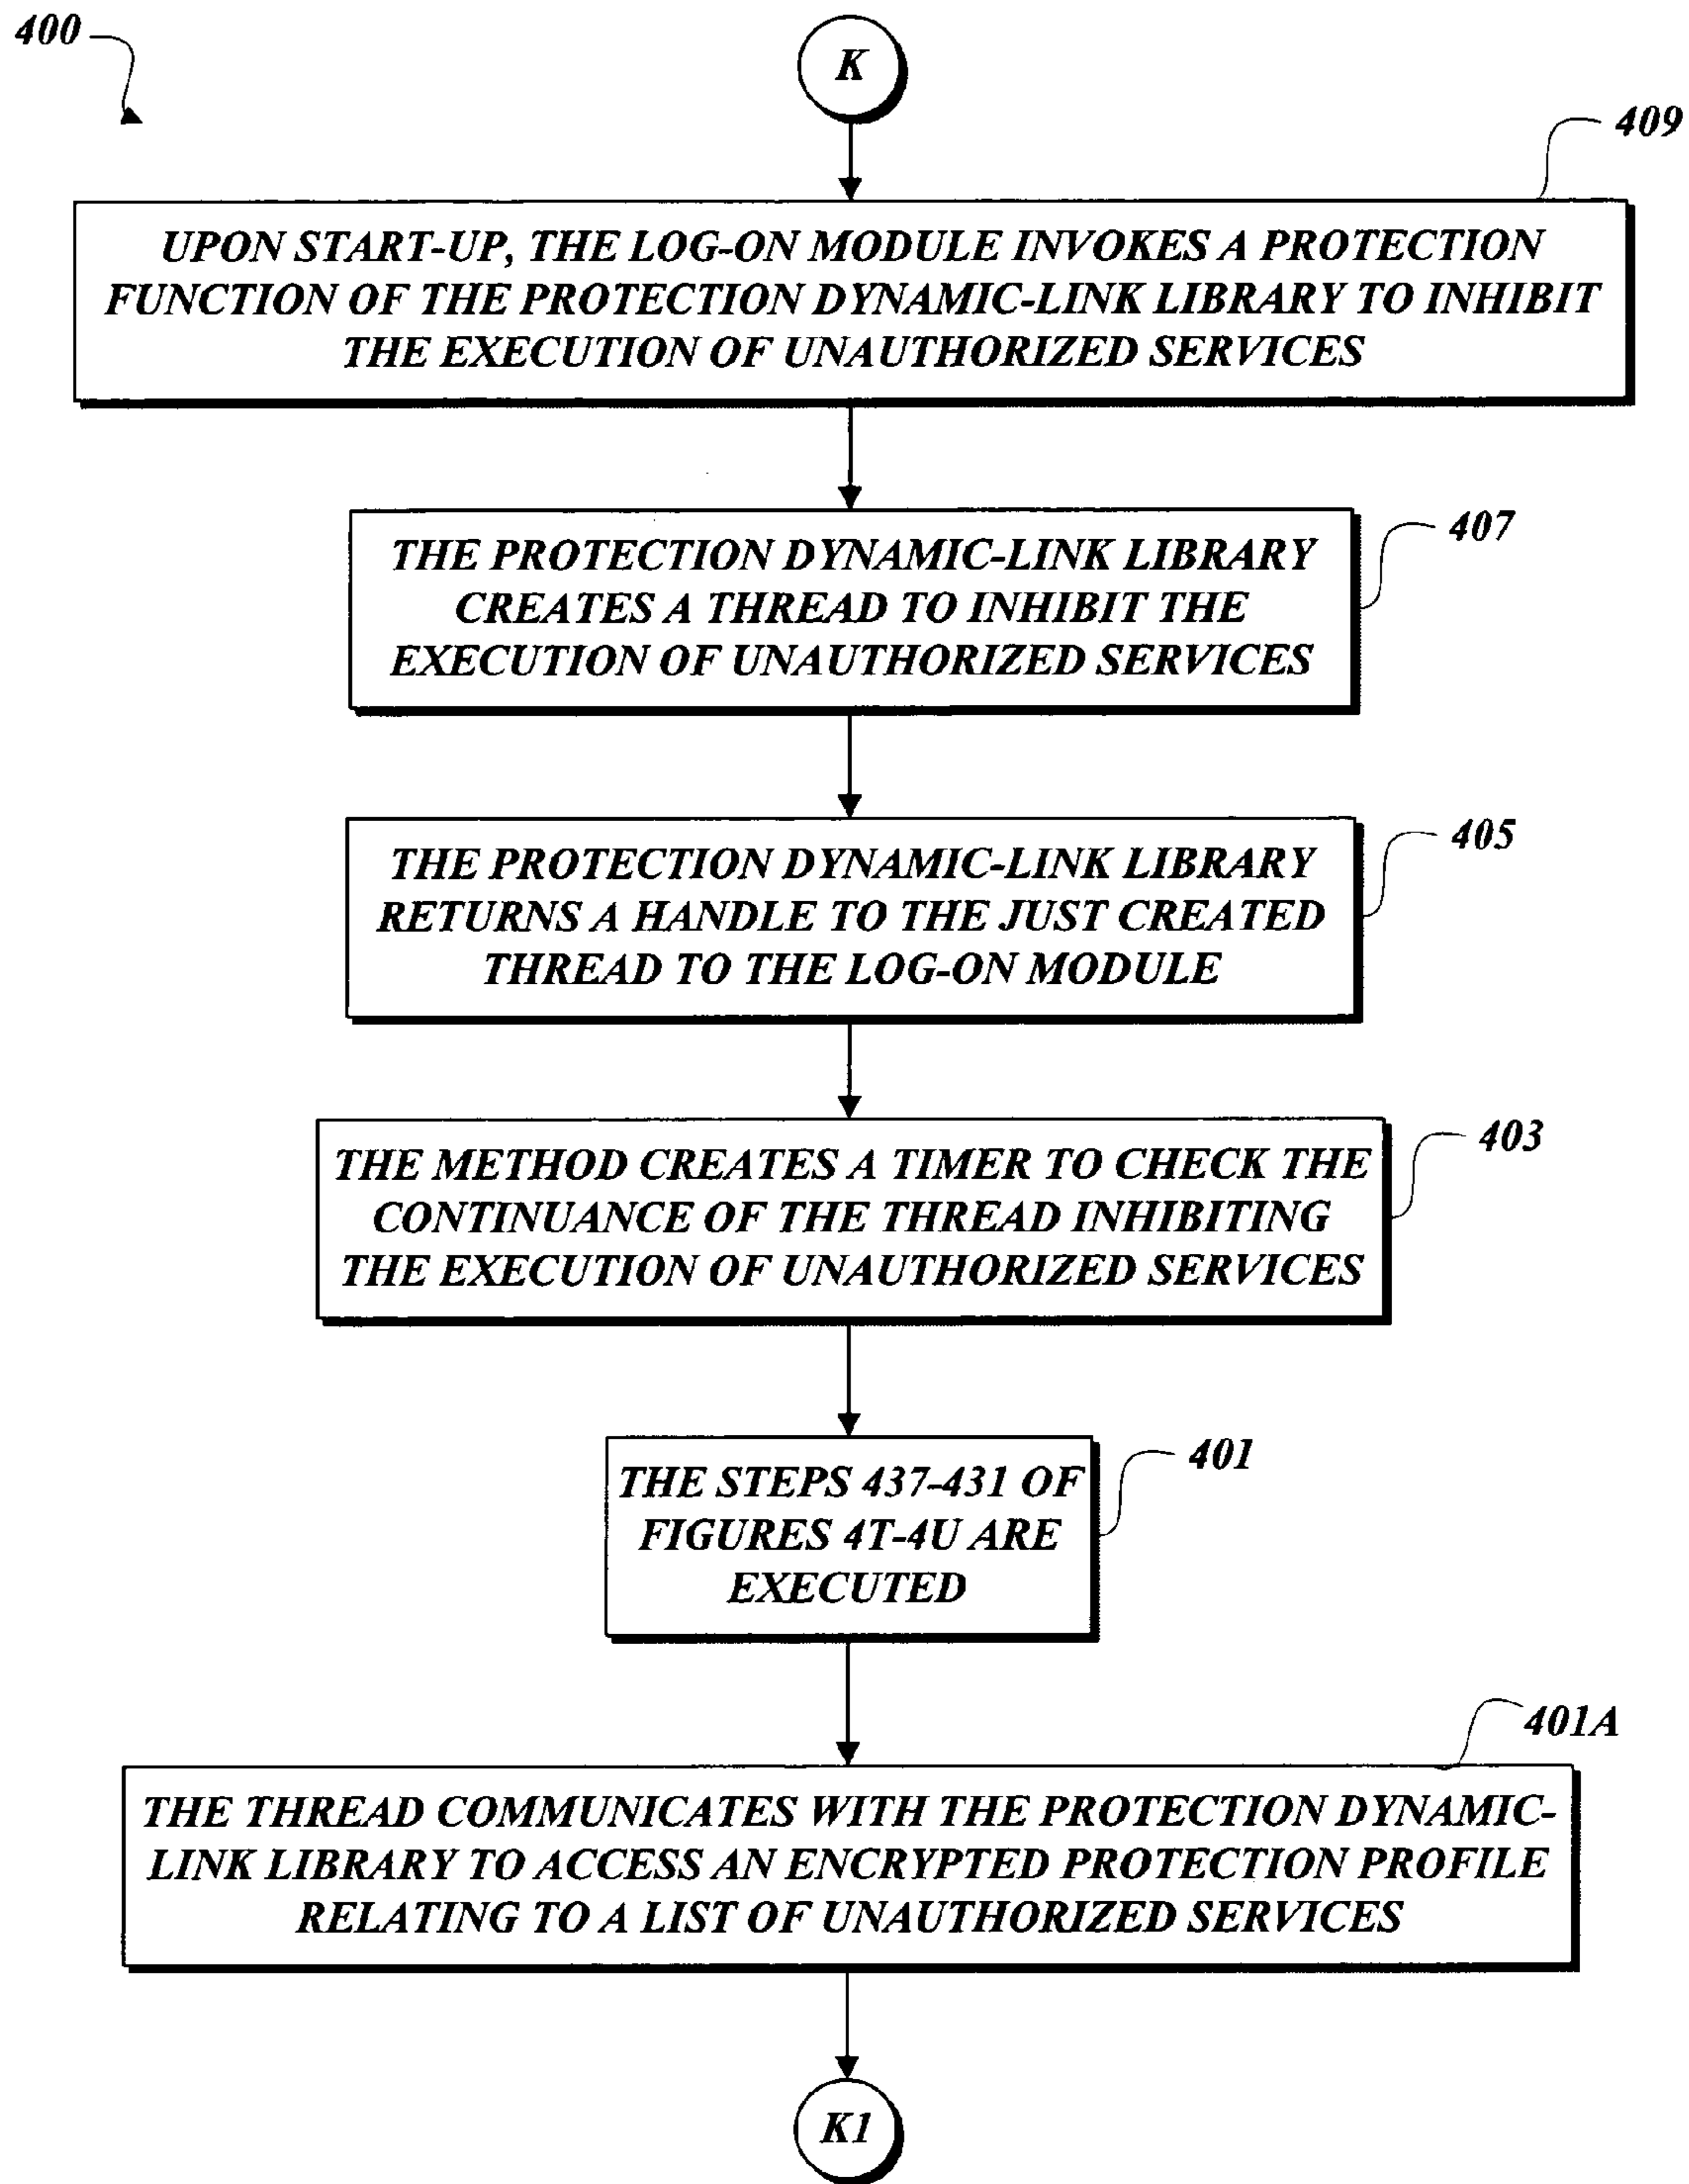 400
K
409
UPON START-UP, THE LOG-ON MODULE INVOKES A PROTECTION
FUNCTION OF THE PROTECTION DYNAMIC-LINK LIBRARY TO INHIBIT
THE EXECUTION OF UNAUTHORIZED SERVICES
407
THE PROTECTION DYNAMIC-LINK LIBRARY
CREATES A THREAD TO INHIBIT THE
EXECUTION OF UNAUTHORIZED SERVICES
405
THE PROTECTION DYNAMIC-LINK LIBRARY
RETURNS A HANDLE TO THE JUST CREATED
THREAD TO THE LOG-ON MODULE
403
THE METHOD CREATES A TIMER TO CHECK THE
CONTINUANCE OF THE THREAD INHIBITING
THE EXECUTION OF UNAUTHORIZED SERVICES
401
THE STEPS 437-431 OF
FIGURES 4T-4U ARE
EXECUTED
401A
THE THREAD COMMUNICATES WITH THE PROTECTION DYNAMIC-
LINK LIBRARY TO ACCESS AN ENCRYPTED PROTECTION PROFILE
RELATING TO A LIST OF UNAUTHORIZED SERVICES
K1